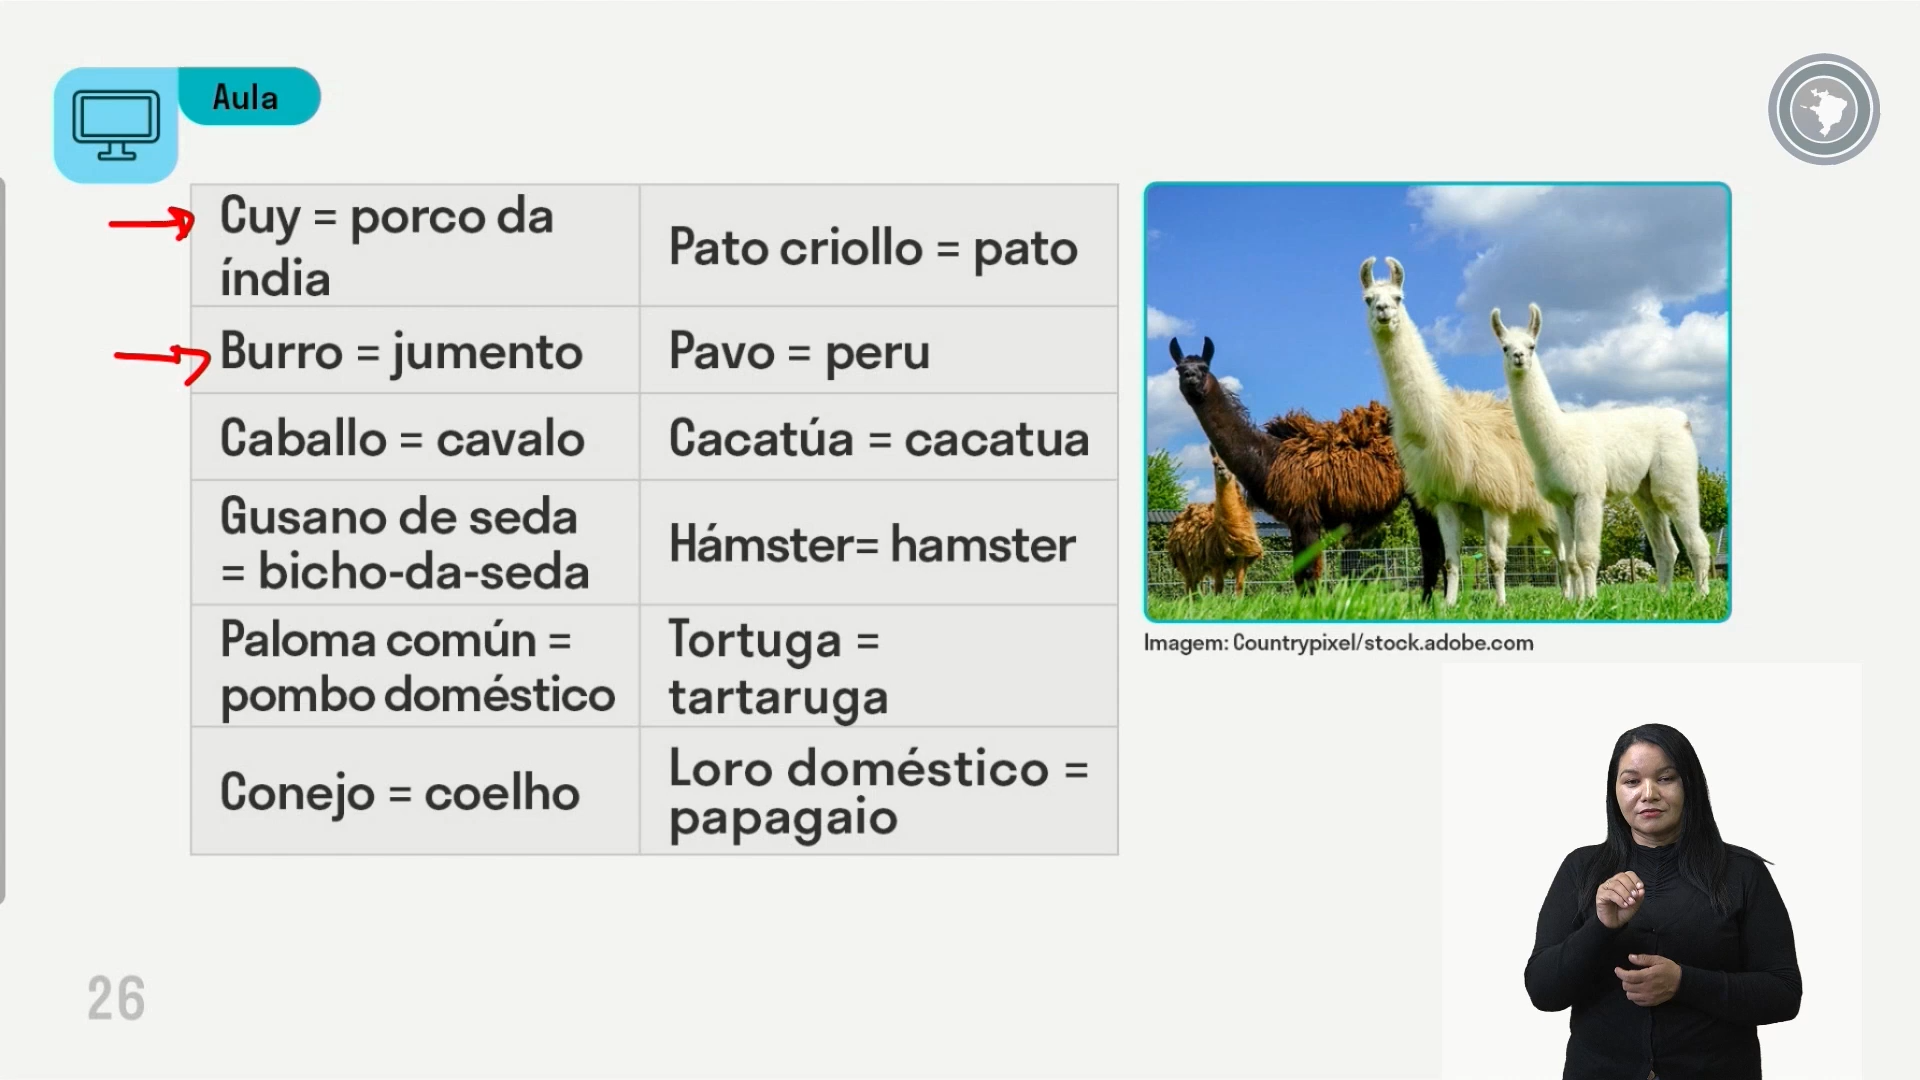 Aula
Cuy = porco da
índia
Pato criollo = pato
Burro = jumento
Pavo = peru
Caballo = cavalo
Cacatúa = cacatua
Gusano de seda
= bicho-da-seda
Hámster= hamster
Paloma común =
pombo doméstico
Tortuga =
tartaruga
Conejo = coelho
Loro doméstico =
papagaio
Imagem: Countrypixel/stock.adobe.com
26